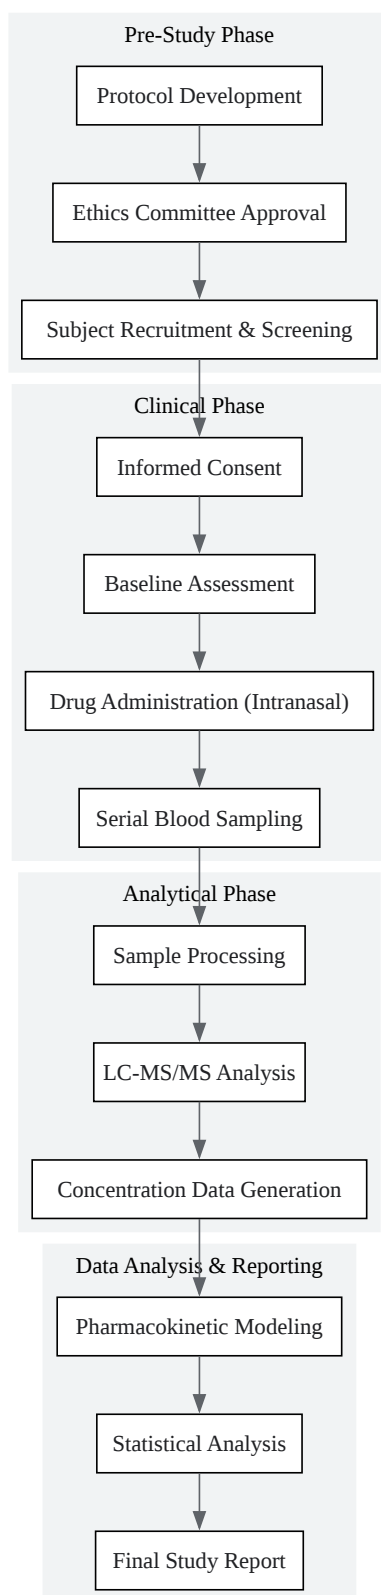 Pre-Study Phase
Protocol Development
Ethics Committee Approval
Subject Recruitment & Screening
Clinical Phase
Informed Consent
Baseline Assessment
Drug Administration (Intranasal)
Serial Blood Sampling
Analytical Phase
Sample Processing
LC-MS/MS Analysis
Concentration Data Generation
Data Analysis & Reporting
Pharmacokinetic Modeling
Statistical Analysis
Final Study Report